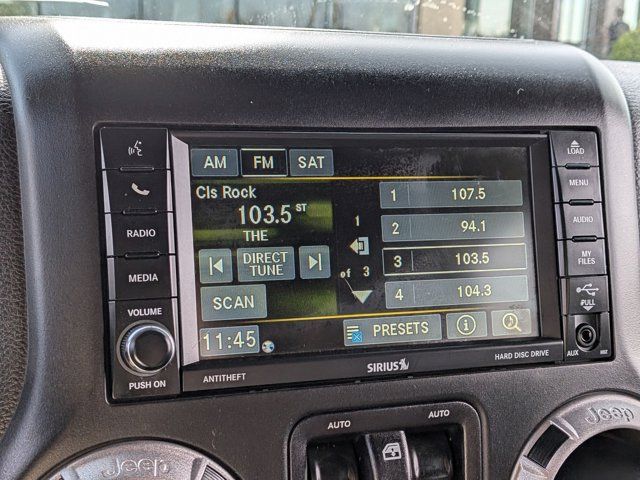 LOAD
AM FM SAT
MENU
Cls Rock
1 107.5
PHONE
103.5 ST
2 94.1
AUDIO
RADIO
THE
1
3 103.5
MY FILES
DIRECT TUNE
of 3
MEDIA
4 104.3
PULL
SCAN
VOLUME
11:45
PRESETS
i
AUX
PUSH ON
ANTITHEFT
SIRIUS
HARD DISC DRIVE
AUTO
AUTO
Jeep
Jeep